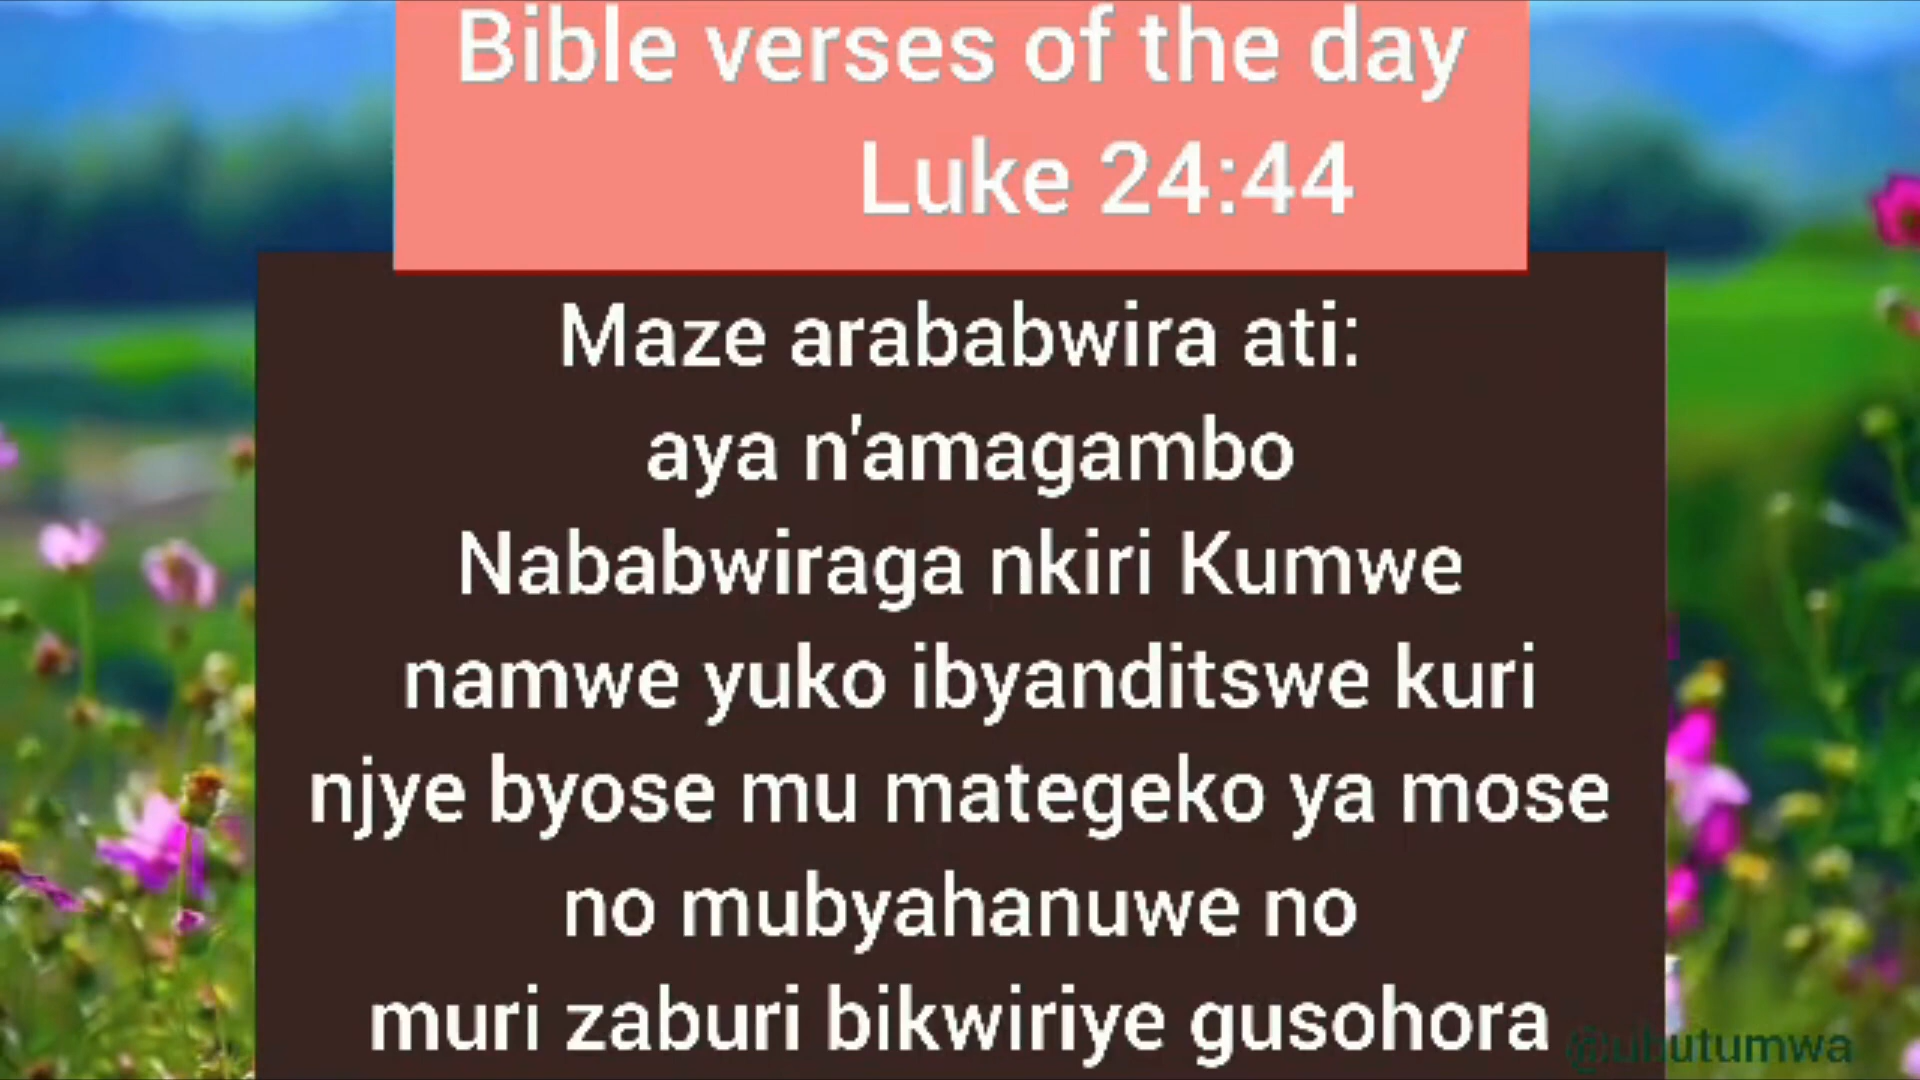 Bible verses of the day
Luke 24:44
Maze arababwira ati:
aya n'amagambo
Nababwiraga nkiri Kumwe
namwe yuko ibyanditswe kuri
njye byose mu mategeko ya mose
no mubyahanuwe no
muri zaburi bikwiriye gusohora
@ubutumwa